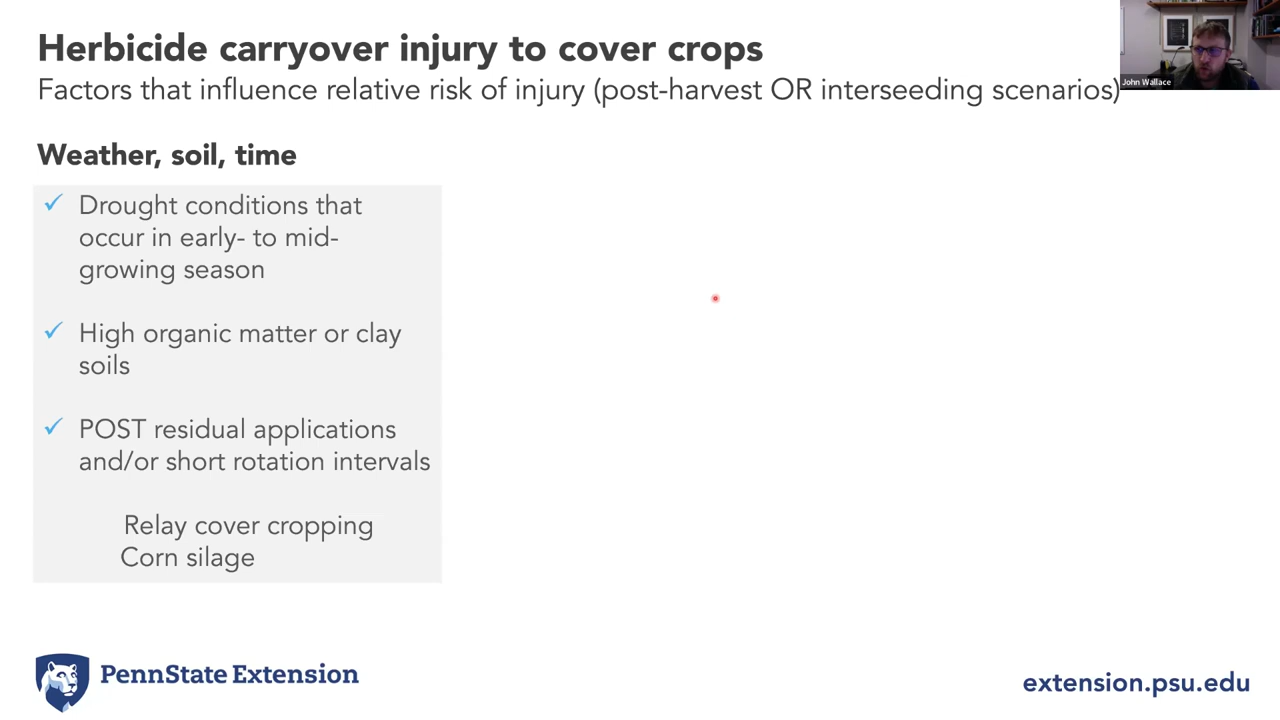 Herbicide carryover injury to cover crops
Factors that influence relative risk of injury (post-harvest OR interseeding scenarios)
John Wallace
Weather, soil, time
✓ Drought conditions that
occur in early- to mid-
growing season
✓ High organic matter or clay
soils
✓ POST residual applications
and/or short rotation intervals
Relay cover cropping
Corn silage
PennState Extension
extension.psu.edu